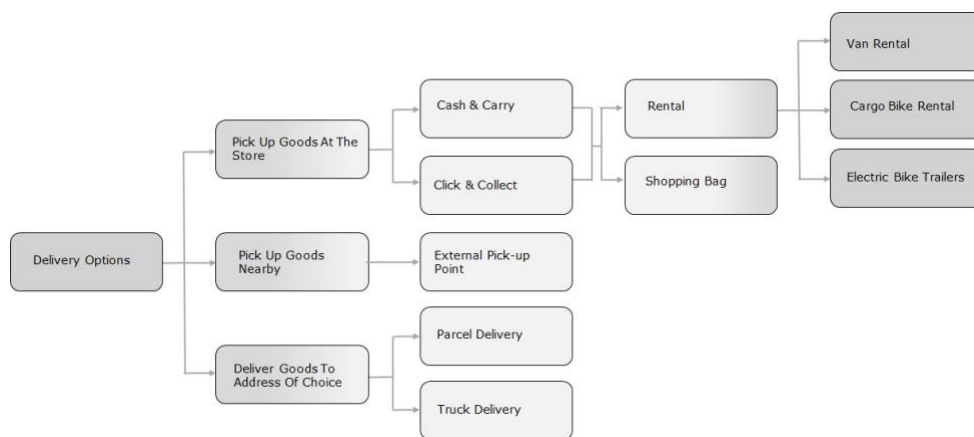 Delivery Options
Pick Up Goods At The
Store
Pick Up Goods
Nearby
Deliver Goods To
Address Of Choice
Cash & Carry
Click & Collect
External Pick-up
Point
Parcel Delivery
Truck Delivery
Rental
Shopping Bag
Van Rental
Cargo Bike Rental
Electric Bike Trailers